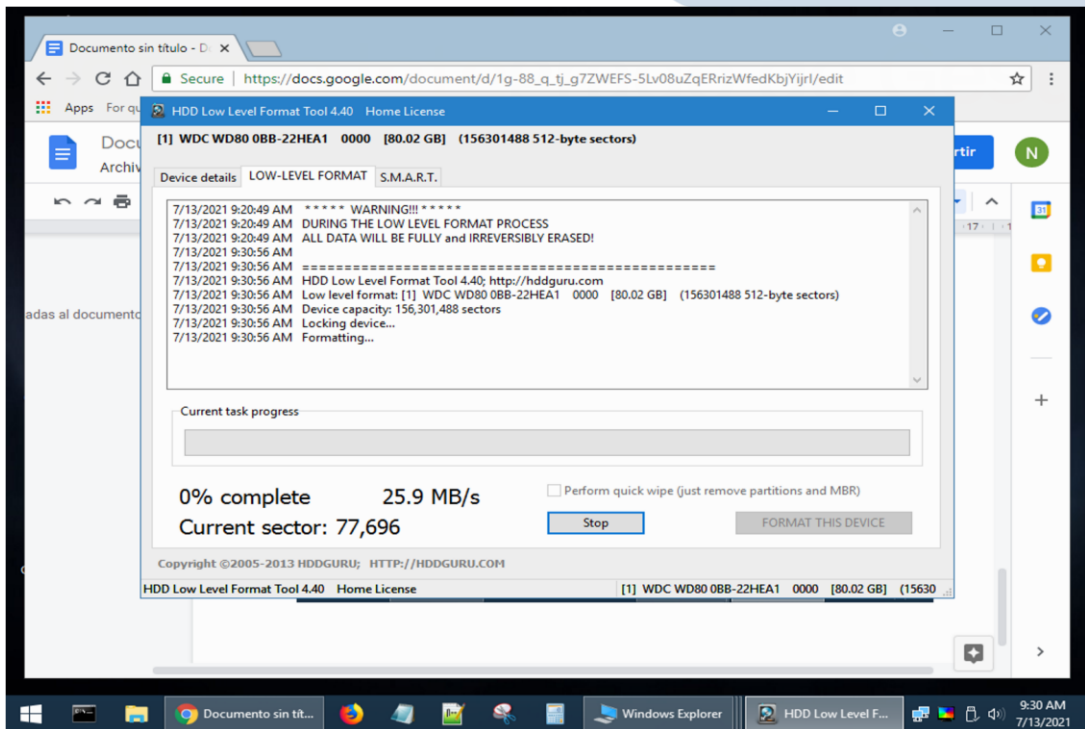 Documento sin título - D
Secure | https://docs.google.com/document/d/1g-88_q_tj_g7ZWEFS-5Lv08uZqERrizWfedKbjYijrI/edit
Apps For qu
HDD Low Level Format Tool 4.40 Home License
[1] WDC WD80 0BB-22HEA1 0000 [80.02 GB] (156301488 512-byte sectors)
Docu
rtir
N
Archiv
Device details LOW-LEVEL FORMAT S.M.A.R.T.
7/13/2021 9:20:49 AM * * * * * WARNING!!! * * * * *
7/13/2021 9:20:49 AM DURING THE LOW LEVEL FORMAT PROCESS
7/13/2021 9:20:49 AM ALL DATA WILL BE FULLY and IRREVERSIBLY ERASED!
7/13/2021 9:30:56 AM
7/13/2021 9:30:56 AM ==================================================
7/13/2021 9:30:56 AM HDD Low Level Format Tool 4.40; http://hddguru.com
7/13/2021 9:30:56 AM Low level format: [1] WDC WD80 0BB-22HEA1 0000 [80.02 GB] (156301488 512-byte sectors)
7/13/2021 9:30:56 AM Device capacity: 156,301,488 sectors
7/13/2021 9:30:56 AM Locking device...
7/13/2021 9:30:56 AM Formatting...
17
31
adas al documento
Current task progress
0% complete 25.9 MB/s
Perform quick wipe (just remove partitions and MBR)
Current sector: 77,696
Stop
FORMAT THIS DEVICE
Copyright ©2005-2013 HDDGURU; HTTP://HDDGURU.COM
HDD Low Level Format Tool 4.40 Home License [1] WDC WD80 0BB-22HEA1 0000 [80.02 GB] (15630
Documento sin tít... Windows Explorer HDD Low Level F... 9:30 AM
7/13/2021